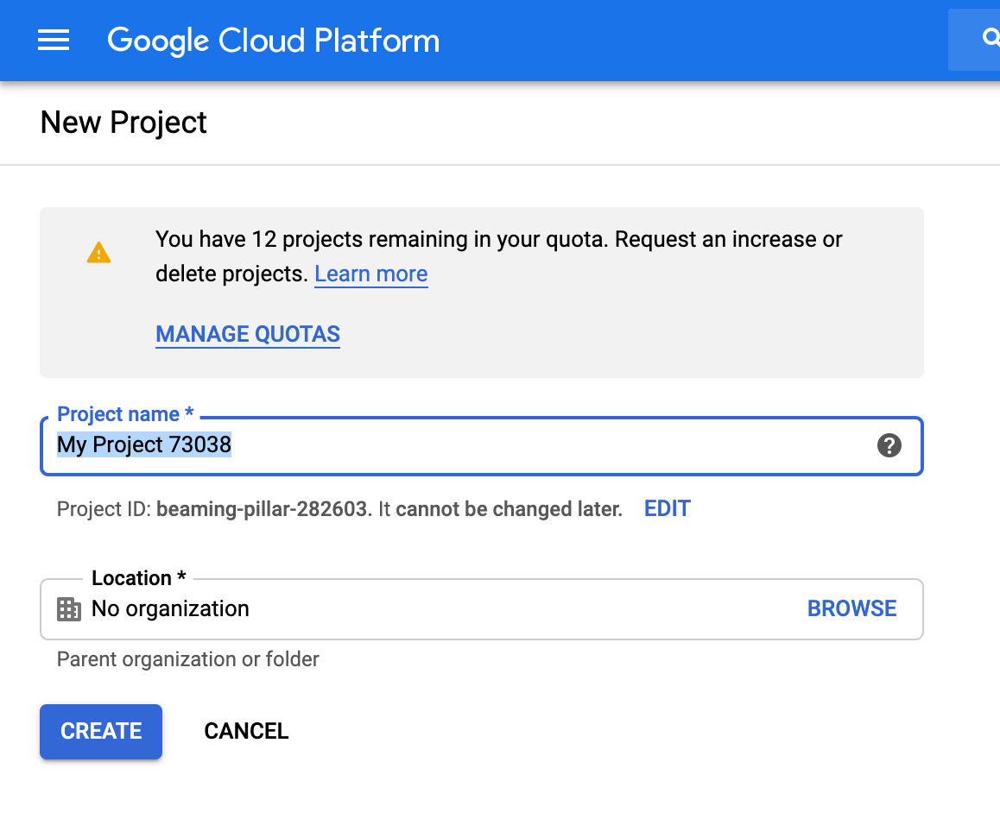 Google Cloud Platform
New Project
You have 12 projects remaining in your quota. Request an increase or
delete projects. Learn more
MANAGE QUOTAS
Project name *
My Project 73038
Project ID: beaming-pillar-282603. It cannot be changed later. EDIT
Location *
No organization BROWSE
Parent organization or folder
CREATE CANCEL